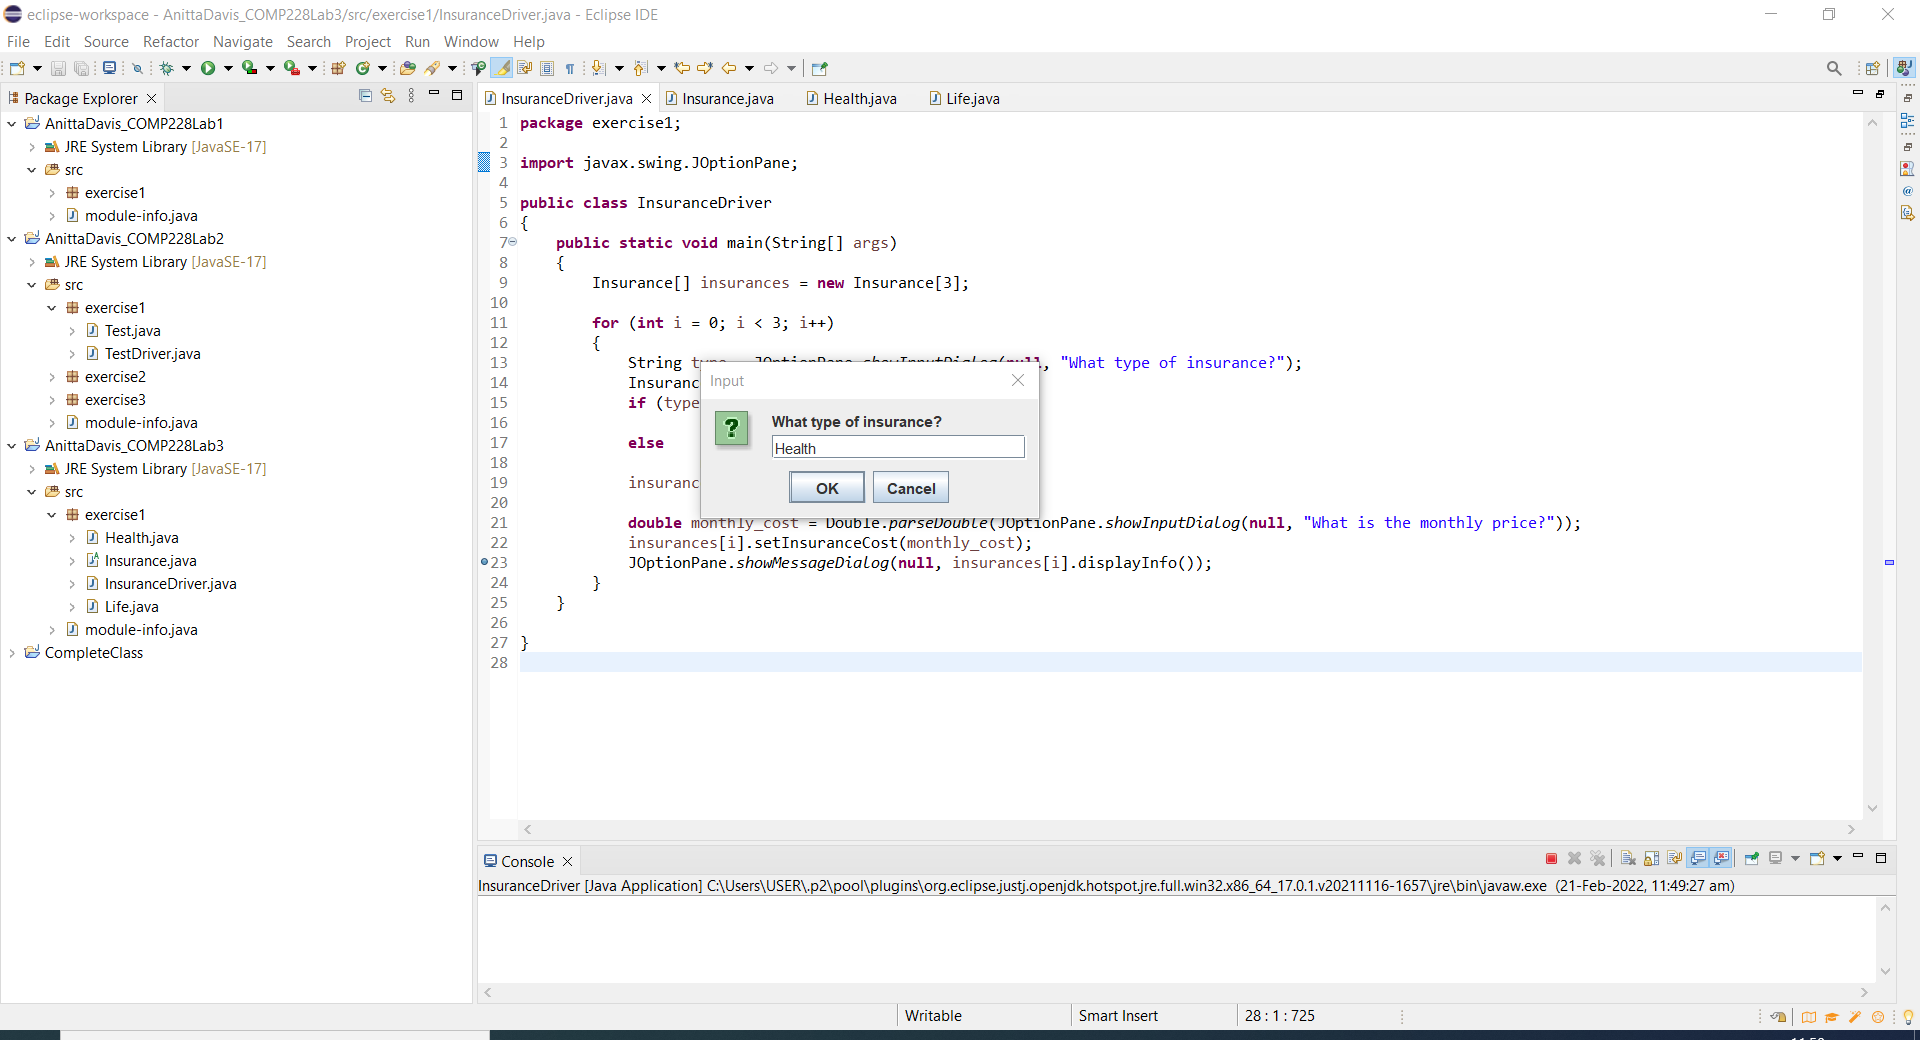 eclipse-workspace - AnittaDavis_COMP228Lab3/src/exercise1/InsuranceDriver.java - Eclipse IDE
File Edit Source Refactor Navigate Search Project Run Window Help
Package Explorer
AnittaDavis_COMP228Lab1
JRE System Library [JavaSE-17]
src
exercise1
module-info.java
AnittaDavis_COMP228Lab2
JRE System Library [JavaSE-17]
src
exercise1
Test.java
TestDriver.java
exercise2
exercise3
module-info.java
AnittaDavis_COMP228Lab3
JRE System Library [JavaSE-17]
src
exercise1
Health.java
Insurance.java
InsuranceDriver.java
Life.java
module-info.java
CompleteClass
InsuranceDriver.java Insurance.java Health.java Life.java
1 package exercise1;
2
3 import javax.swing.JOptionPane;
4
5 public class InsuranceDriver
6 {
7 public static void main(String[] args)
8 {
9 Insurance[] insurances = new Insurance[3];
10
11 for (int i = 0; i < 3; i++)
12 {
13 String type = JOptionPane.showInputDialog(null, "What type of insurance?");
14 Insuranc
15 if (type
16
17 else
18
19 insuranc
20
21 double monthly_cost = Double.parseDouble(JOptionPane.showInputDialog(null, "What is the monthly price?"));
22 insurances[i].setInsuranceCost(monthly_cost);
23 JOptionPane.showMessageDialog(null, insurances[i].displayInfo());
24 }
25 }
26
27 }
28
Input
What type of insurance?
Health
OK Cancel
Console
InsuranceDriver [Java Application] C:\Users\USER\.p2\pool\plugins\org.eclipse.justj.openjdk.hotspot.jre.full.win32.x86_64_17.0.1.v20211116-1657\jre\bin\javaw.exe (21-Feb-2022, 11:49:27 am)
Writable Smart Insert 28 : 1 : 725